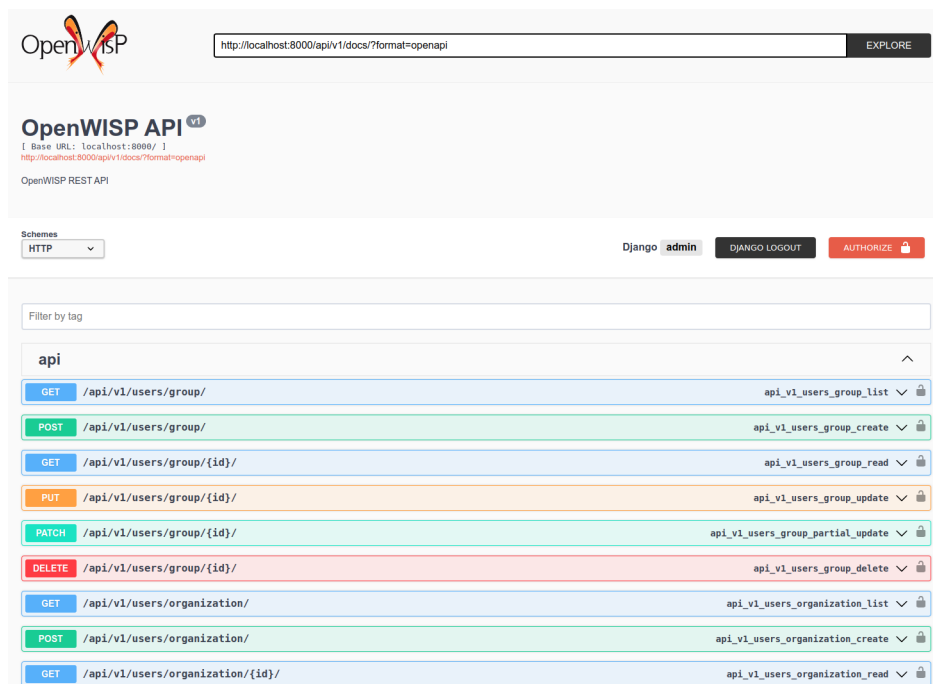 OpenWISP
http://localhost:8000/api/v1/docs/?format=openapi
EXPLORE
OpenWISP API v1
[ Base URL: localhost:8000/ ]
http://localhost:8000/api/v1/docs/?format=openapi
OpenWISP REST API
Schemes
HTTP
Django admin
DJANGO LOGOUT
AUTHORIZE
Filter by tag
api
GET /api/v1/users/group/ api_v1_users_group_list
POST /api/v1/users/group/ api_v1_users_group_create
GET /api/v1/users/group/{id}/ api_v1_users_group_read
PUT /api/v1/users/group/{id}/ api_v1_users_group_update
PATCH /api/v1/users/group/{id}/ api_v1_users_group_partial_update
DELETE /api/v1/users/group/{id}/ api_v1_users_group_delete
GET /api/v1/users/organization/ api_v1_users_organization_list
POST /api/v1/users/organization/ api_v1_users_organization_create
GET /api/v1/users/organization/{id}/ api_v1_users_organization_read